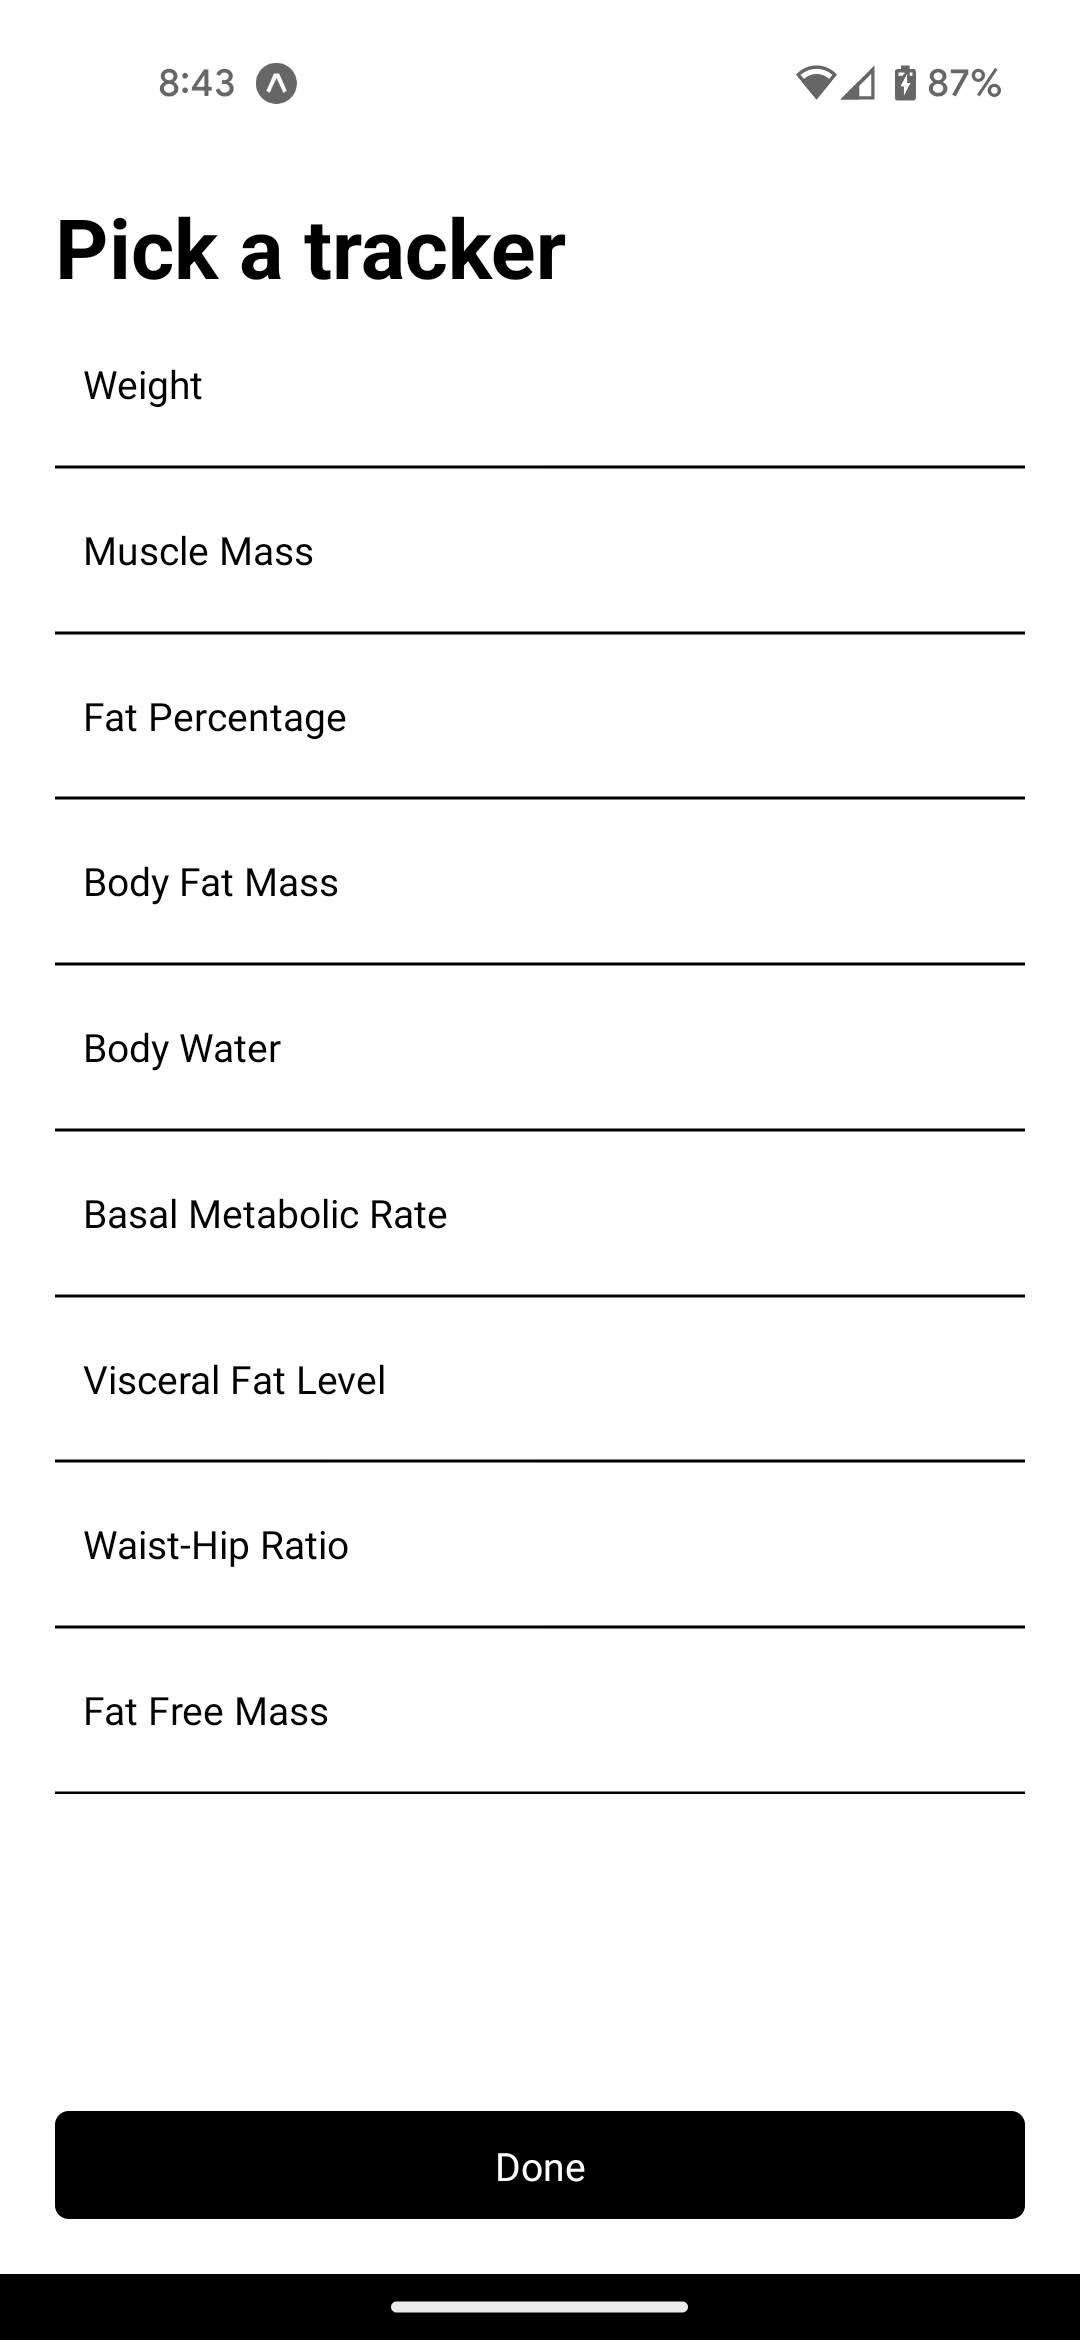 8:43
87%
Pick a tracker
Weight
Muscle Mass
Fat Percentage
Body Fat Mass
Body Water
Basal Metabolic Rate
Visceral Fat Level
Waist-Hip Ratio
Fat Free Mass
Done